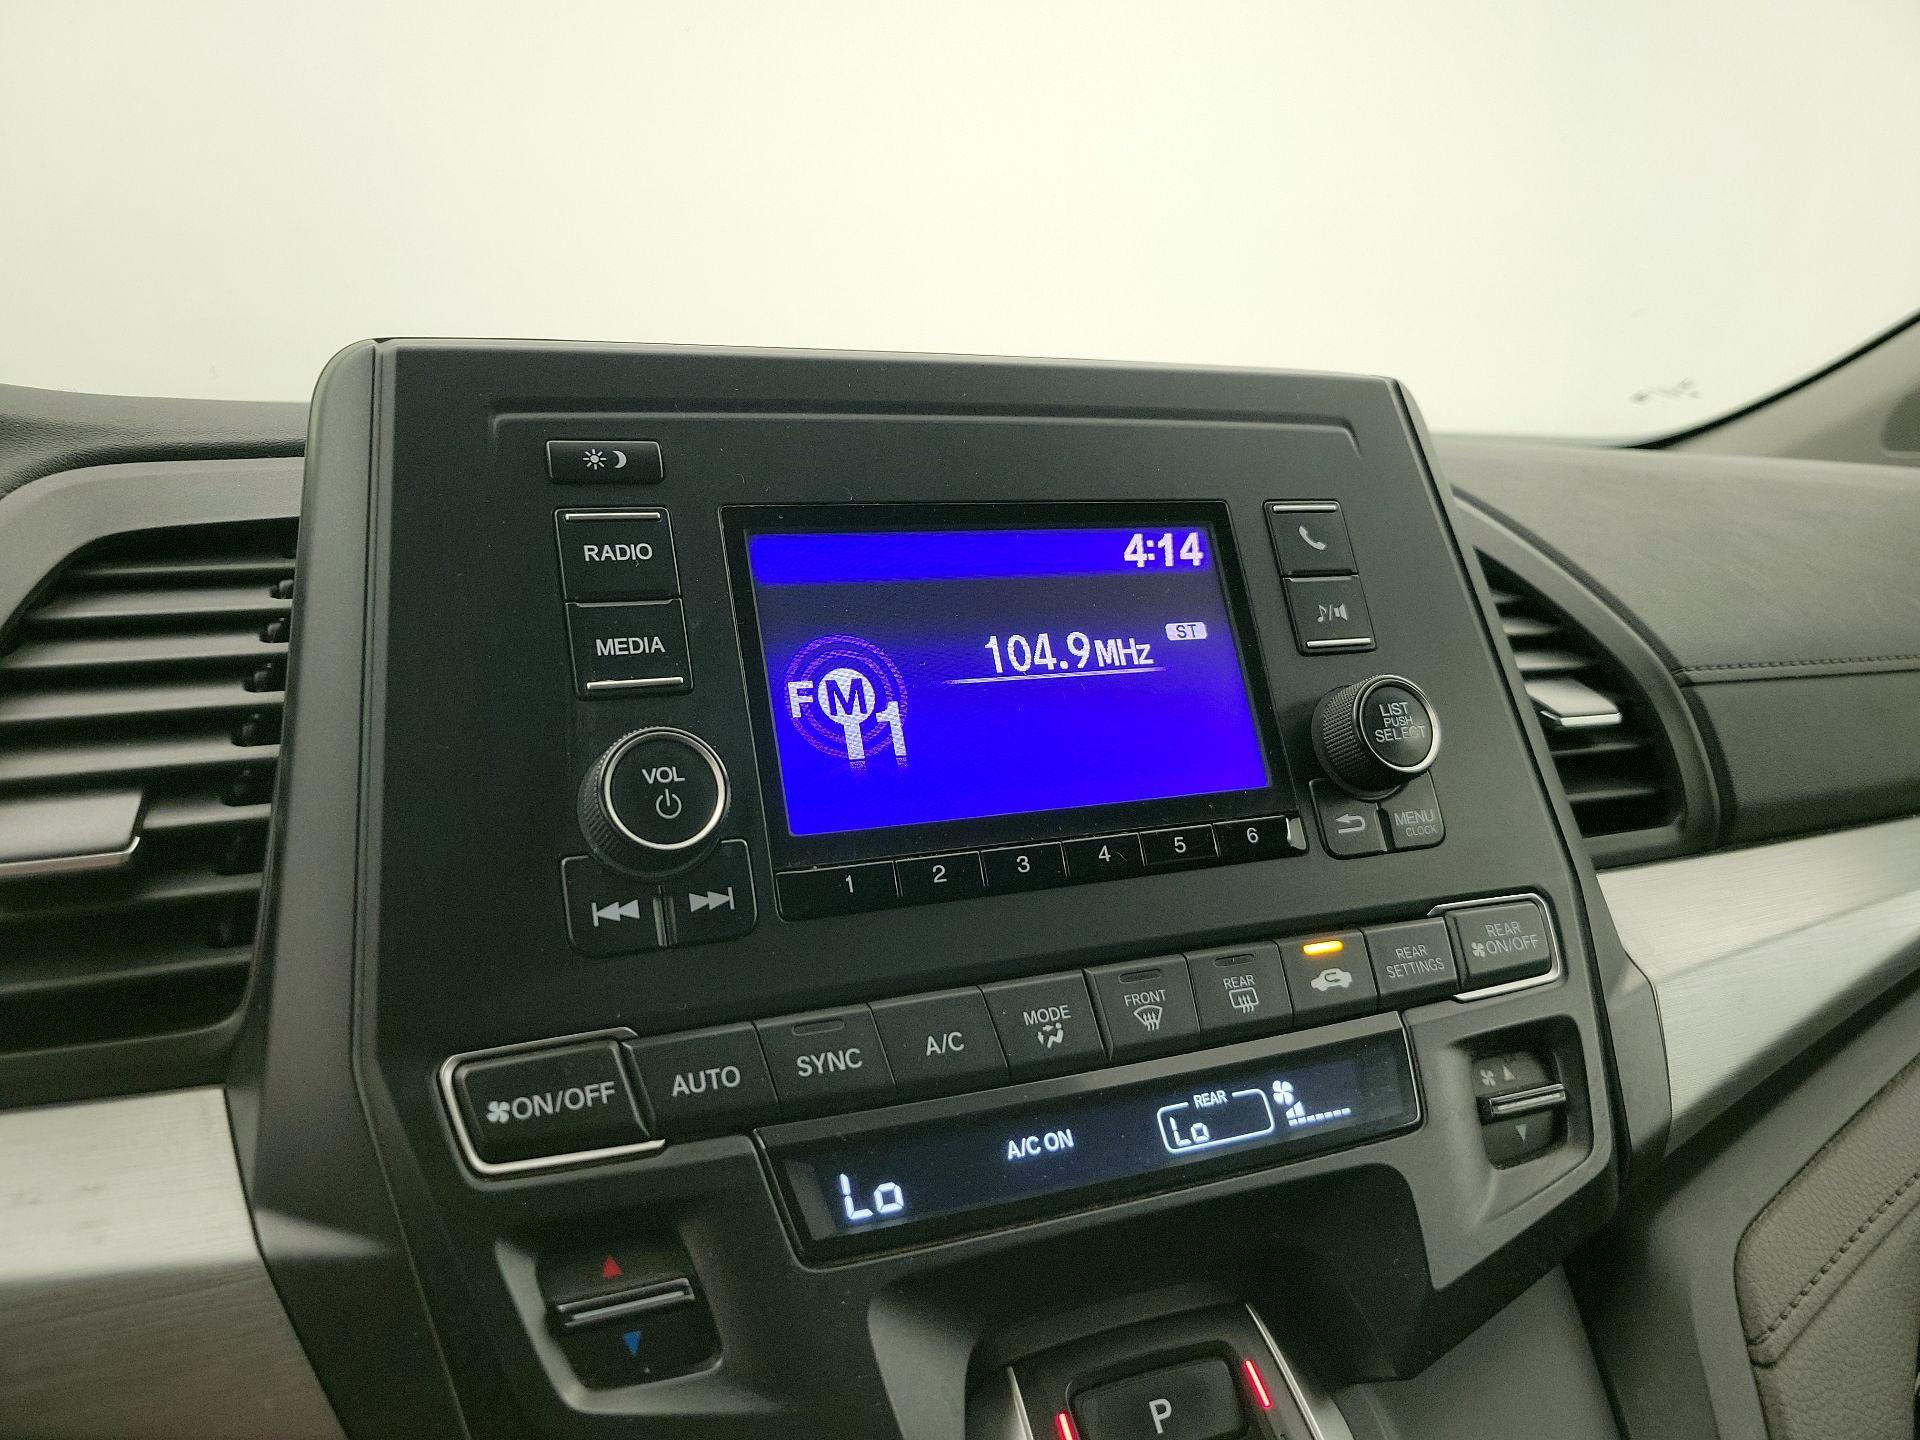 RADIO
MEDIA
VOL
4:14
104.9MHz
ST
FM
1
LIST
PUSH
SELECT
MENU
CLOCK
1 2 3 4 5 6
ON/OFF
AUTO
SYNC
A/C
MODE
FRONT
REAR
REAR
SETTINGS
REAR
ON/OFF
Lo
A/C ON
REAR
Lo
P